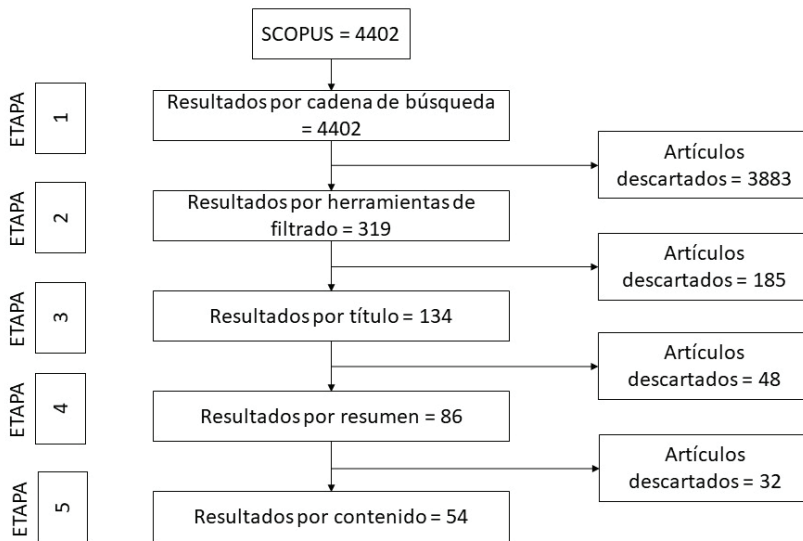 SCOPUS = 4402
ETAPA
1
Resultados por cadena de búsqueda
= 4402
Artículos
descartados = 3883
ETAPA
2
Resultados por herramientas de
filtrado = 319
Artículos
descartados = 185
ETAPA
3
Resultados por título = 134
Artículos
descartados = 48
ETAPA
4
Resultados por resumen = 86
Artículos
descartados = 32
ETAPA
5
Resultados por contenido = 54